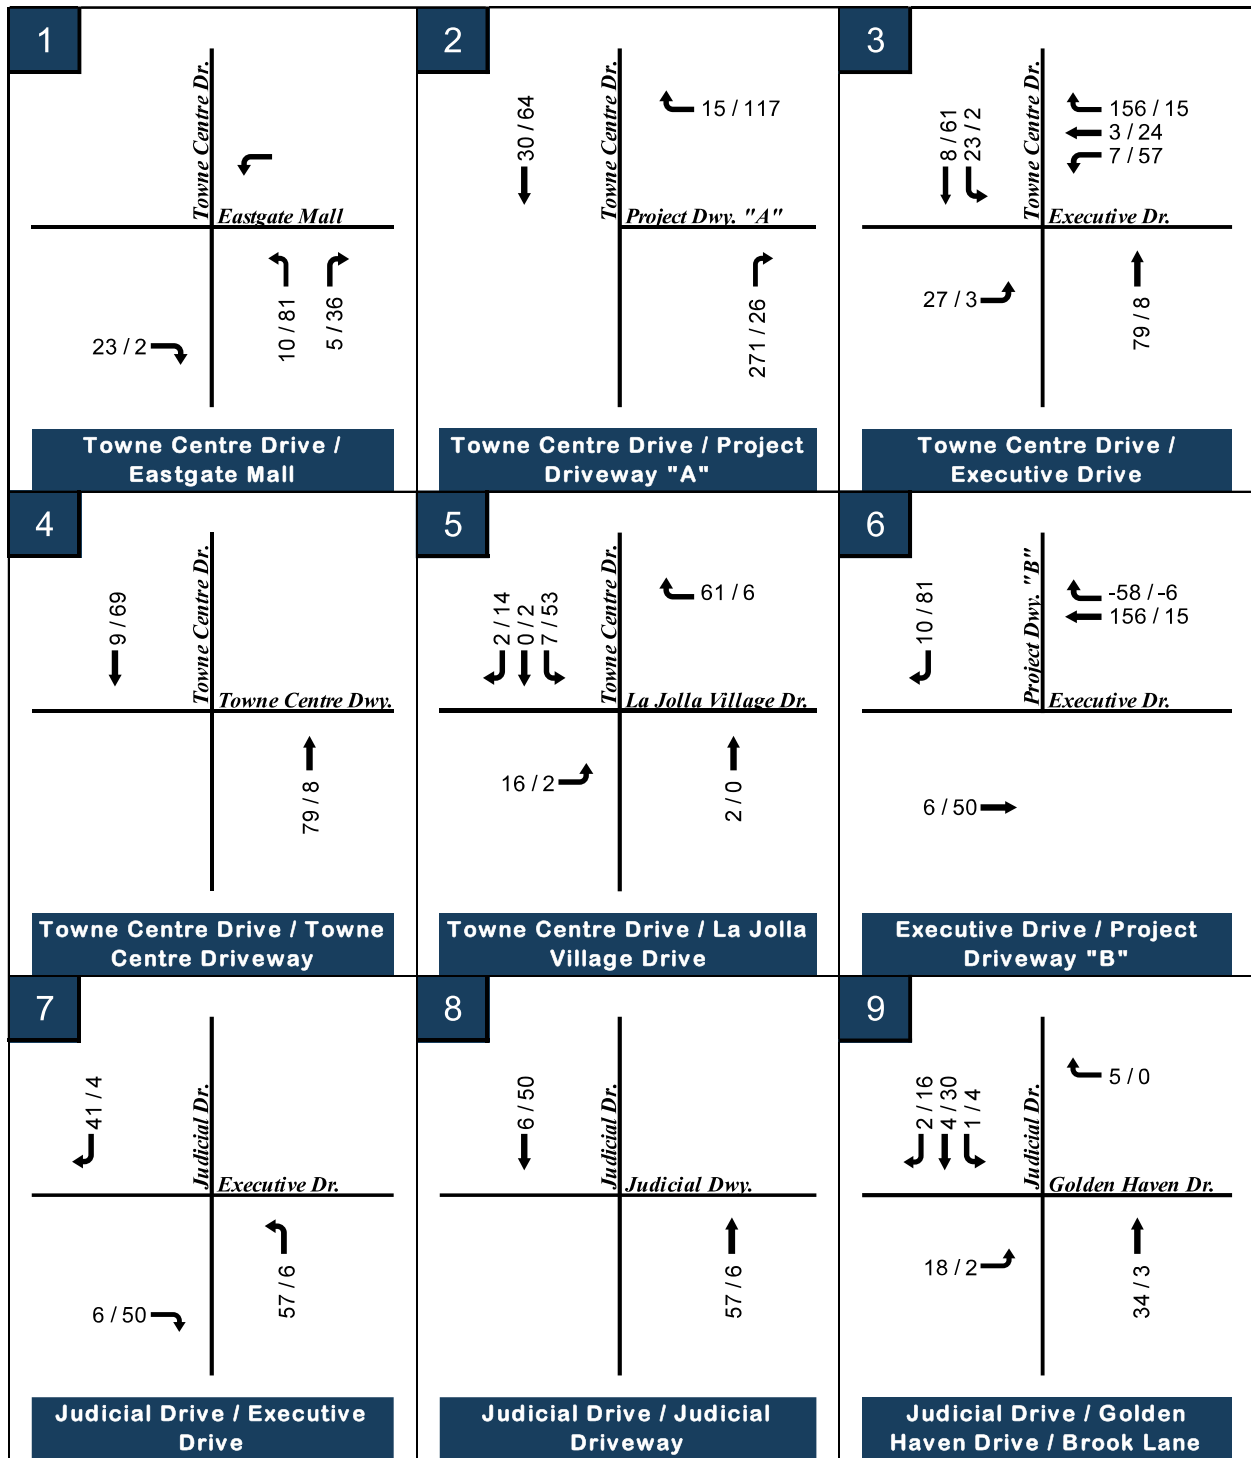 1
Towne Centre Dr.
Eastgate Mall
10 / 81
5 / 36
23 / 2
Towne Centre Drive /
Eastgate Mall
2
30 / 64
Towne Centre Dr.
15 / 117
Project Dwy. "A"
271 / 26
Towne Centre Drive / Project
Driveway "A"
3
8 / 61
23 / 2
Towne Centre Dr.
156 / 15
3 / 24
7 / 57
Executive Dr.
27 / 3
79 / 8
Towne Centre Drive /
Executive Drive
4
9 / 69
Towne Centre Dr.
Towne Centre Dwy.
79 / 8
Towne Centre Drive / Towne
Centre Driveway
5
2 / 14
0 / 2
7 / 53
Towne Centre Dr.
61 / 6
La Jolla Village Dr.
16 / 2
2 / 0
Towne Centre Drive / La Jolla
Village Drive
6
10 / 81
Project Dwy. "B"
-58 / -6
156 / 15
Executive Dr.
6 / 50
Executive Drive / Project
Driveway "B"
7
41 / 4
Judicial Dr.
Executive Dr.
57 / 6
6 / 50
Judicial Drive / Executive
Drive
8
6 / 50
Judicial Dr.
Judicial Dwy.
57 / 6
Judicial Drive / Judicial
Driveway
9
2 / 16
4 / 30
1 / 4
Judicial Dr.
5 / 0
Golden Haven Dr.
18 / 2
34 / 3
Judicial Drive / Golden
Haven Drive / Brook Lane